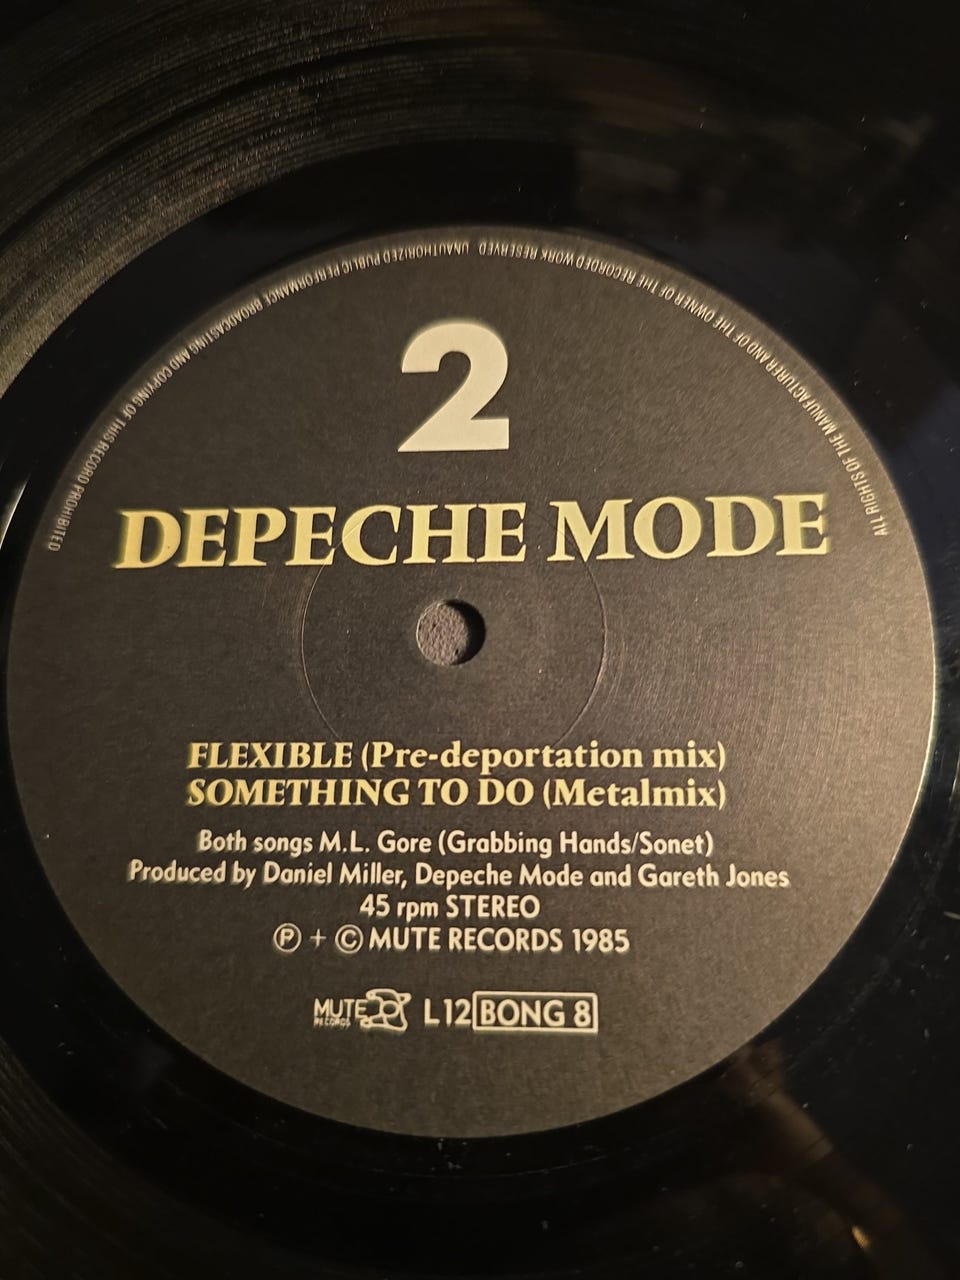 ALL RIGHTS OF THE MANUFACTURER AND OF THE OWNER OF THE RECORDED WORK RESERVED UNAUTHORIZED PUBLIC PERFORMANCE BROADCASTING AND COPYING OF THIS RECORD PROHIBITED
2
DEPECHE MODE
FLEXIBLE (Pre-deportation mix)
SOMETHING TO DO (Metalmix)
Both songs M.L. Gore (Grabbing Hands/Sonet)
Produced by Daniel Miller, Depeche Mode and Gareth Jones
45 rpm STEREO
Ⓟ + © MUTE RECORDS 1985
MUTE RECORDS L12 BONG 8